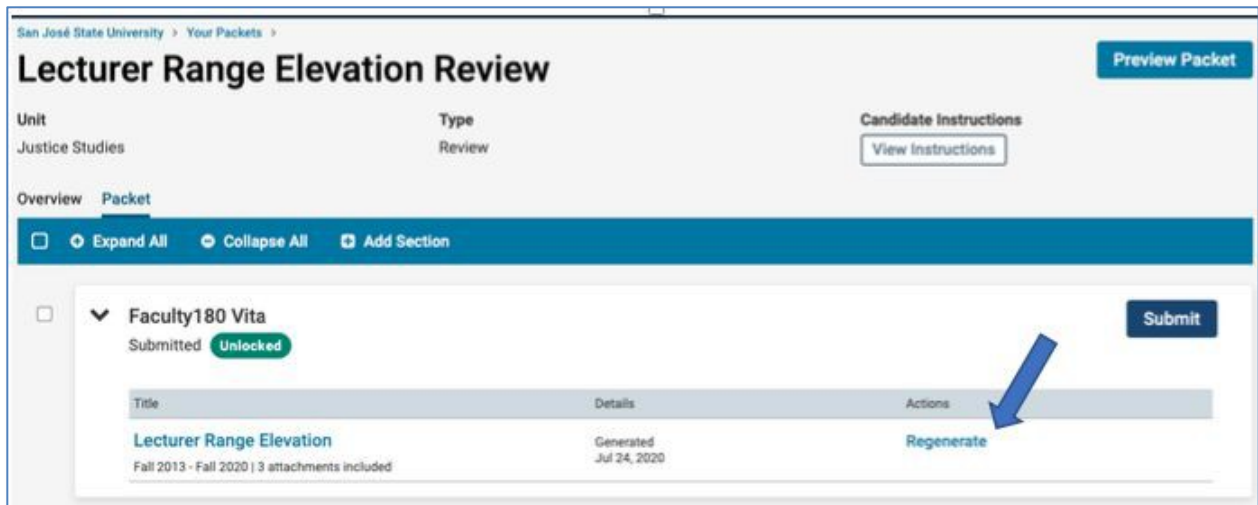 San José State University > Your Packets >
Lecturer Range Elevation Review
Preview Packet
Unit
Type
Candidate Instructions
Justice Studies
Review
View Instructions
Overview Packet
Expand All Collapse All Add Section
Faculty180 Vita
Submit
Submitted Unlocked
Title Details Actions
Lecturer Range Elevation
Generated
Regenerate
Fall 2013 - Fall 2020 | 3 attachments included
Jul 24, 2020